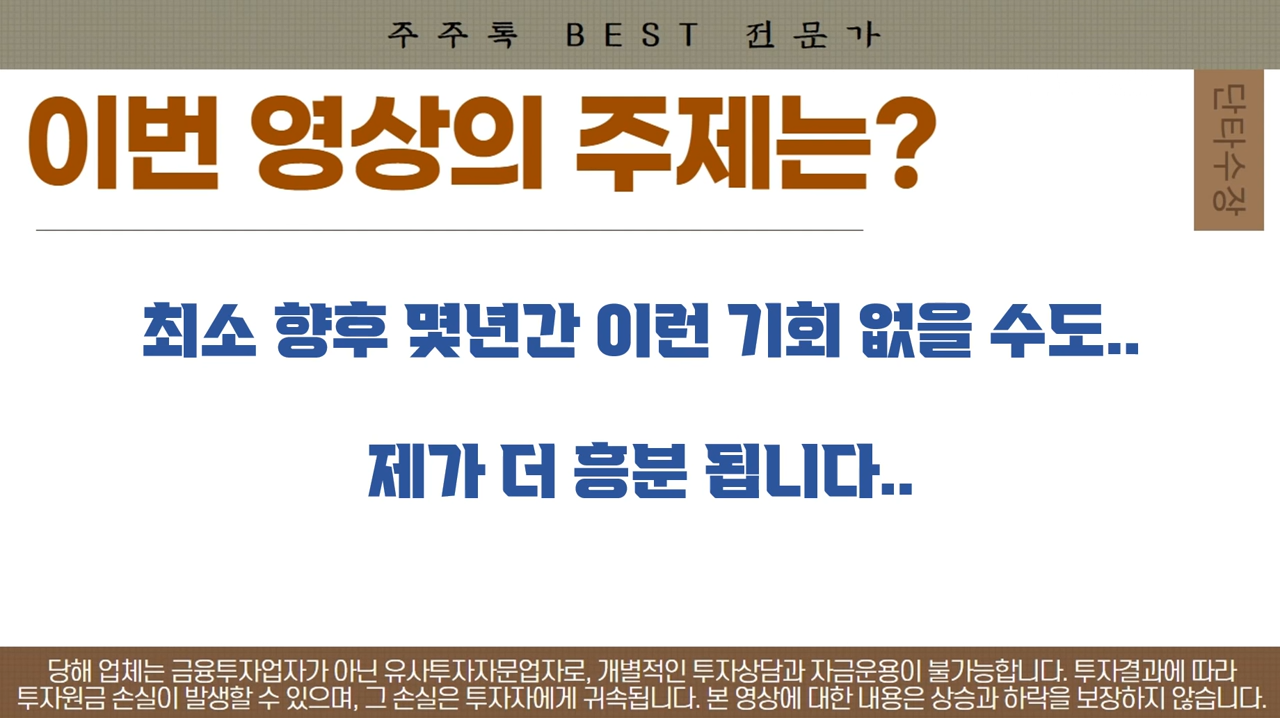 주주톡 BEST 전문가
이번 영상의 주제는?
단타수장
최소 향후 몇년간 이런 기회 없을 수도..
제가 더 흥분 됩니다..
당해 업체는 금융투자업자가 아닌 유사투자자문업자로, 개별적인 투자상담과 자금운용이 불가능합니다. 투자결과에 따라
투자원금 손실이 발생할 수 있으며, 그 손실은 투자자에게 귀속됩니다. 본 영상에 대한 내용은 상승과 하락을 보장하지 않습니다.